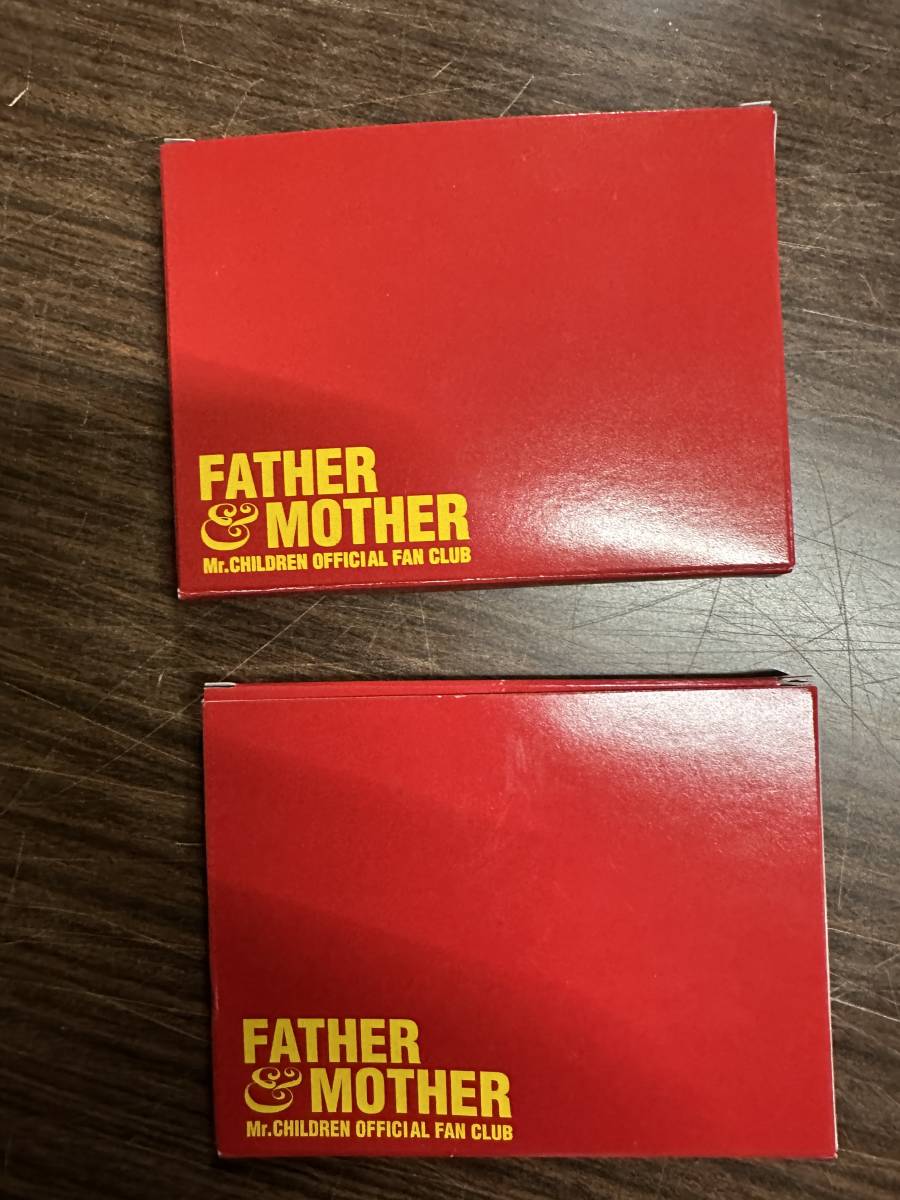 FATHER
& MOTHER
Mr.CHILDREN OFFICIAL FAN CLUB
FATHER
& MOTHER
Mr.CHILDREN OFFICIAL FAN CLUB